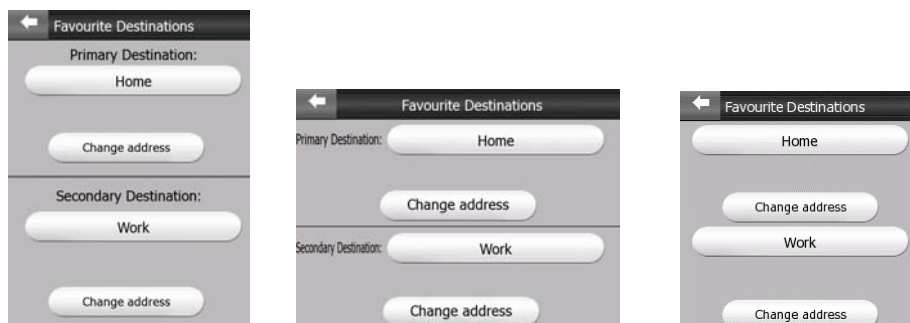 Favourite Destinations
Primary Destination:
Home
Change address
Secondary Destination:
Work
Change address
Favourite Destinations
Primary Destination: Home
Change address
Secondary Destination: Work
Change address
Favourite Destinations
Home
Change address
Work
Change address